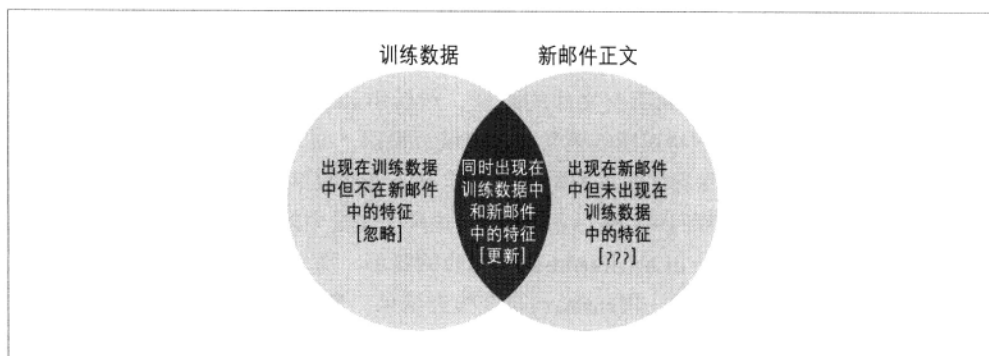 训练数据
新邮件正文
出现在训练数据
中但不在新邮件
中的特征
[忽略]
同时出现在
训练数据中
和新邮件
中的特征
[更新]
出现在新邮件
中但未出现在
训练数据
中的特征
[???]